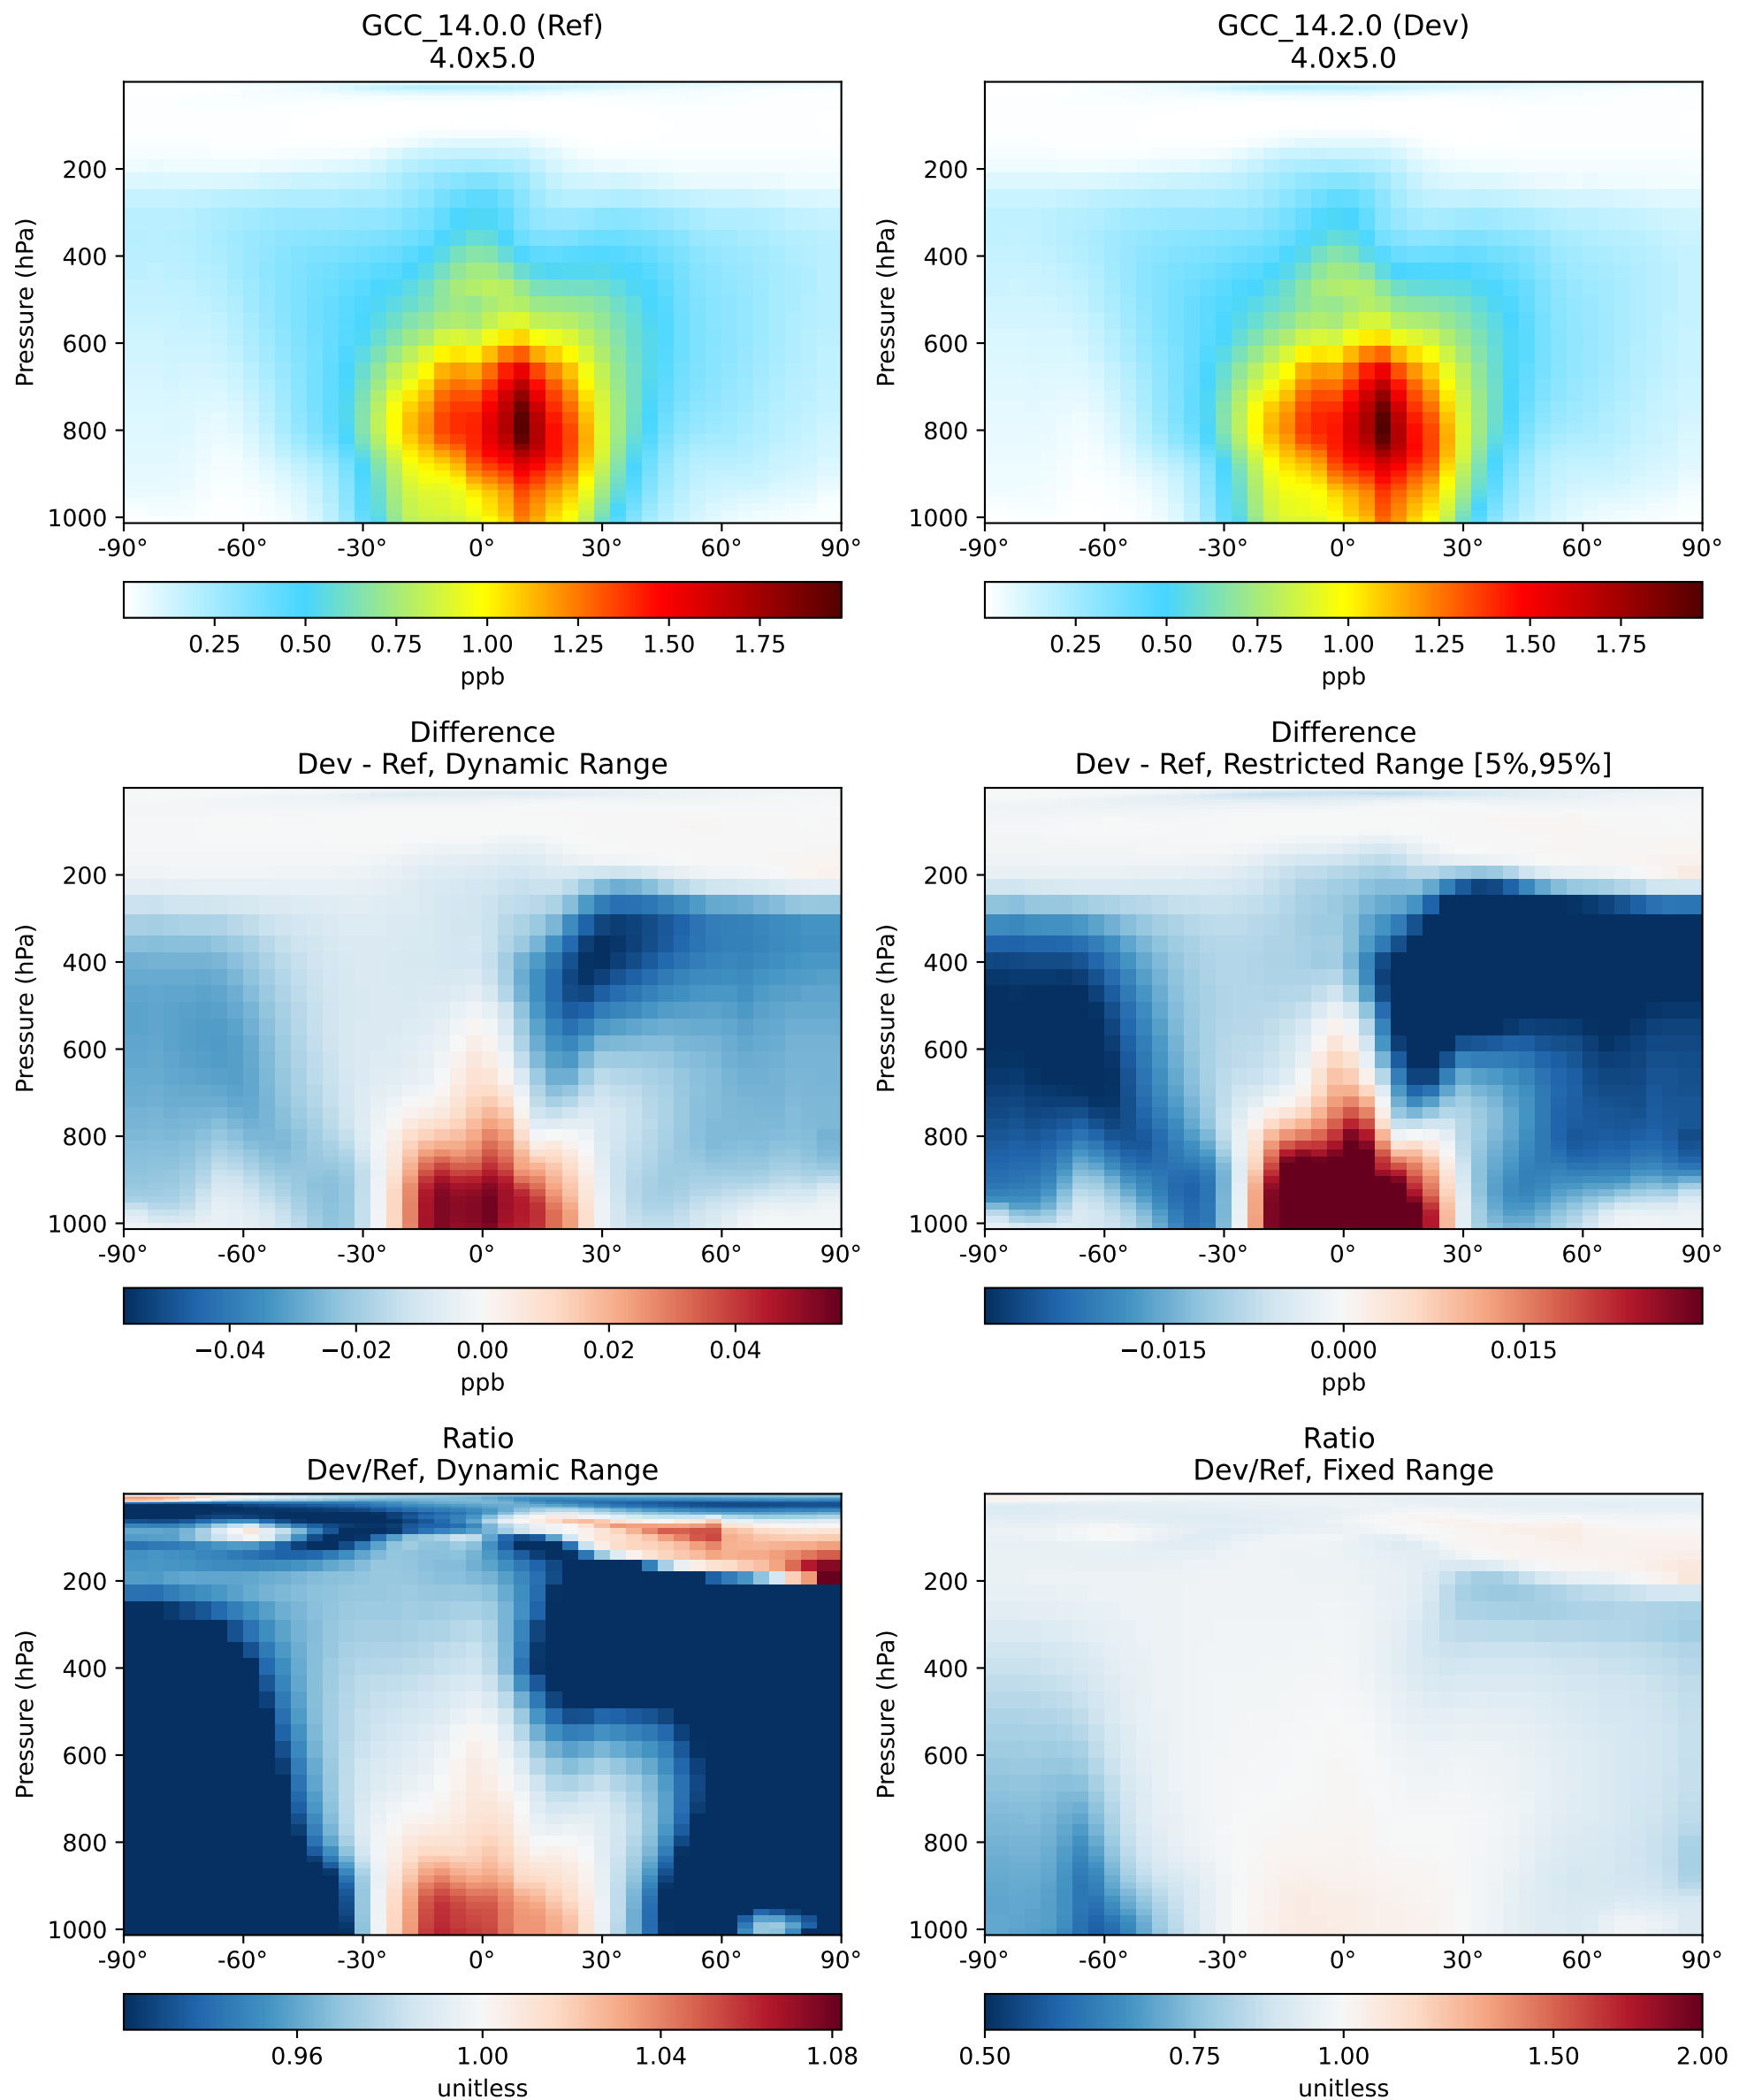 GCC_14.0.0 (Ref)
4.0x5.0
Pressure (hPa)
200
400
600
800
1000
-90° -60° -30° 0° 30° 60° 90°
0.25 0.50 0.75 1.00 1.25 1.50 1.75
ppb
GCC_14.2.0 (Dev)
4.0x5.0
Pressure (hPa)
200
400
600
800
1000
-90° -60° -30° 0° 30° 60° 90°
0.25 0.50 0.75 1.00 1.25 1.50 1.75
ppb
Difference
Dev - Ref, Dynamic Range
Pressure (hPa)
200
400
600
800
1000
-90° -60° -30° 0° 30° 60° 90°
−0.04 −0.02 0.00 0.02 0.04
ppb
Difference
Dev - Ref, Restricted Range [5%,95%]
Pressure (hPa)
200
400
600
800
1000
-90° -60° -30° 0° 30° 60° 90°
−0.015 0.000 0.015
ppb
Ratio
Dev/Ref, Dynamic Range
Pressure (hPa)
200
400
600
800
1000
-90° -60° -30° 0° 30° 60° 90°
0.96 1.00 1.04 1.08
unitless
Ratio
Dev/Ref, Fixed Range
Pressure (hPa)
200
400
600
800
1000
-90° -60° -30° 0° 30° 60° 90°
0.50 0.75 1.00 1.50 2.00
unitless